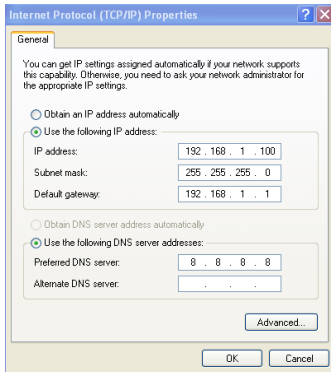 Internet Protocol (TCP/IP) Properties
General
You can get IP settings assigned automatically if your network supports
this capability. Otherwise, you need to ask your network administrator for
the appropriate IP settings.
Obtain an IP address automatically
Use the following IP address:
IP address: 192 . 168 . 1 . 100
Subnet mask: 255 . 255 . 255 . 0
Default gateway: 192 . 168 . 1 . 1
Obtain DNS server address automatically
Use the following DNS server addresses:
Preferred DNS server: 8 . 8 . 8 . 8
Alternate DNS server: . . .
Advanced...
OK Cancel